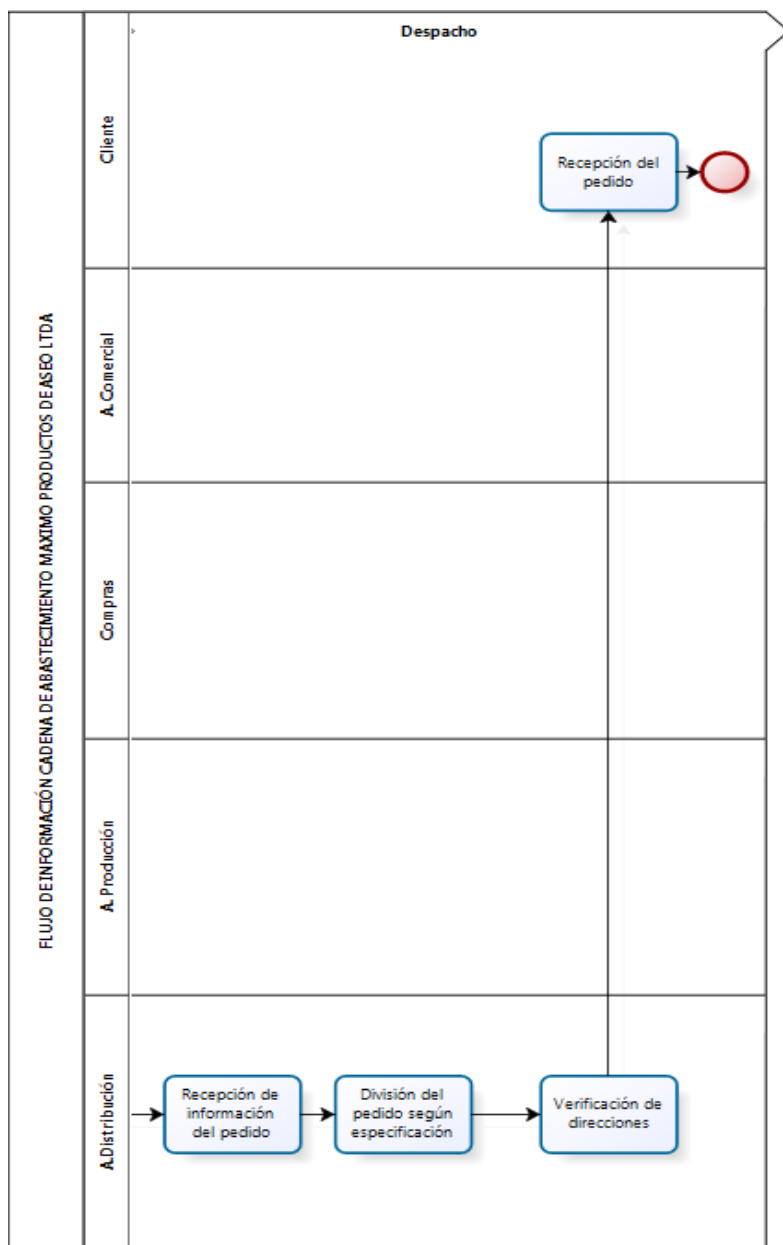 Despacho
FLUJO DE INFORMACIÓN CADENA DE ABASTECIMIENTO MAXIMO PRODUCTOS DE ASEO LTDA
Cliente
Recepción del
pedido
A. Comercial
Compras
A. Producción
A.Distribución
Recepción de
información
del pedido
División del
pedido según
especificación
Verificación de
direcciones